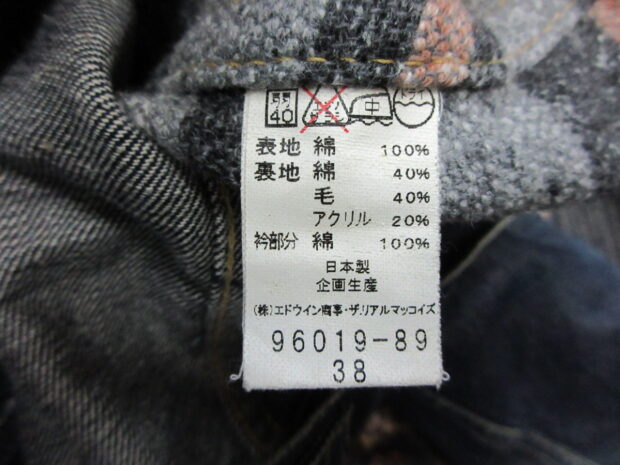 弱 40 中
表地 綿 100%
裏地 綿 40%
毛 40%
アクリル 20%
衿部分 綿 100%
日本製
企画生産
(株)エドウイン商事・ザ.リアルマッコイズ
96019-89
38